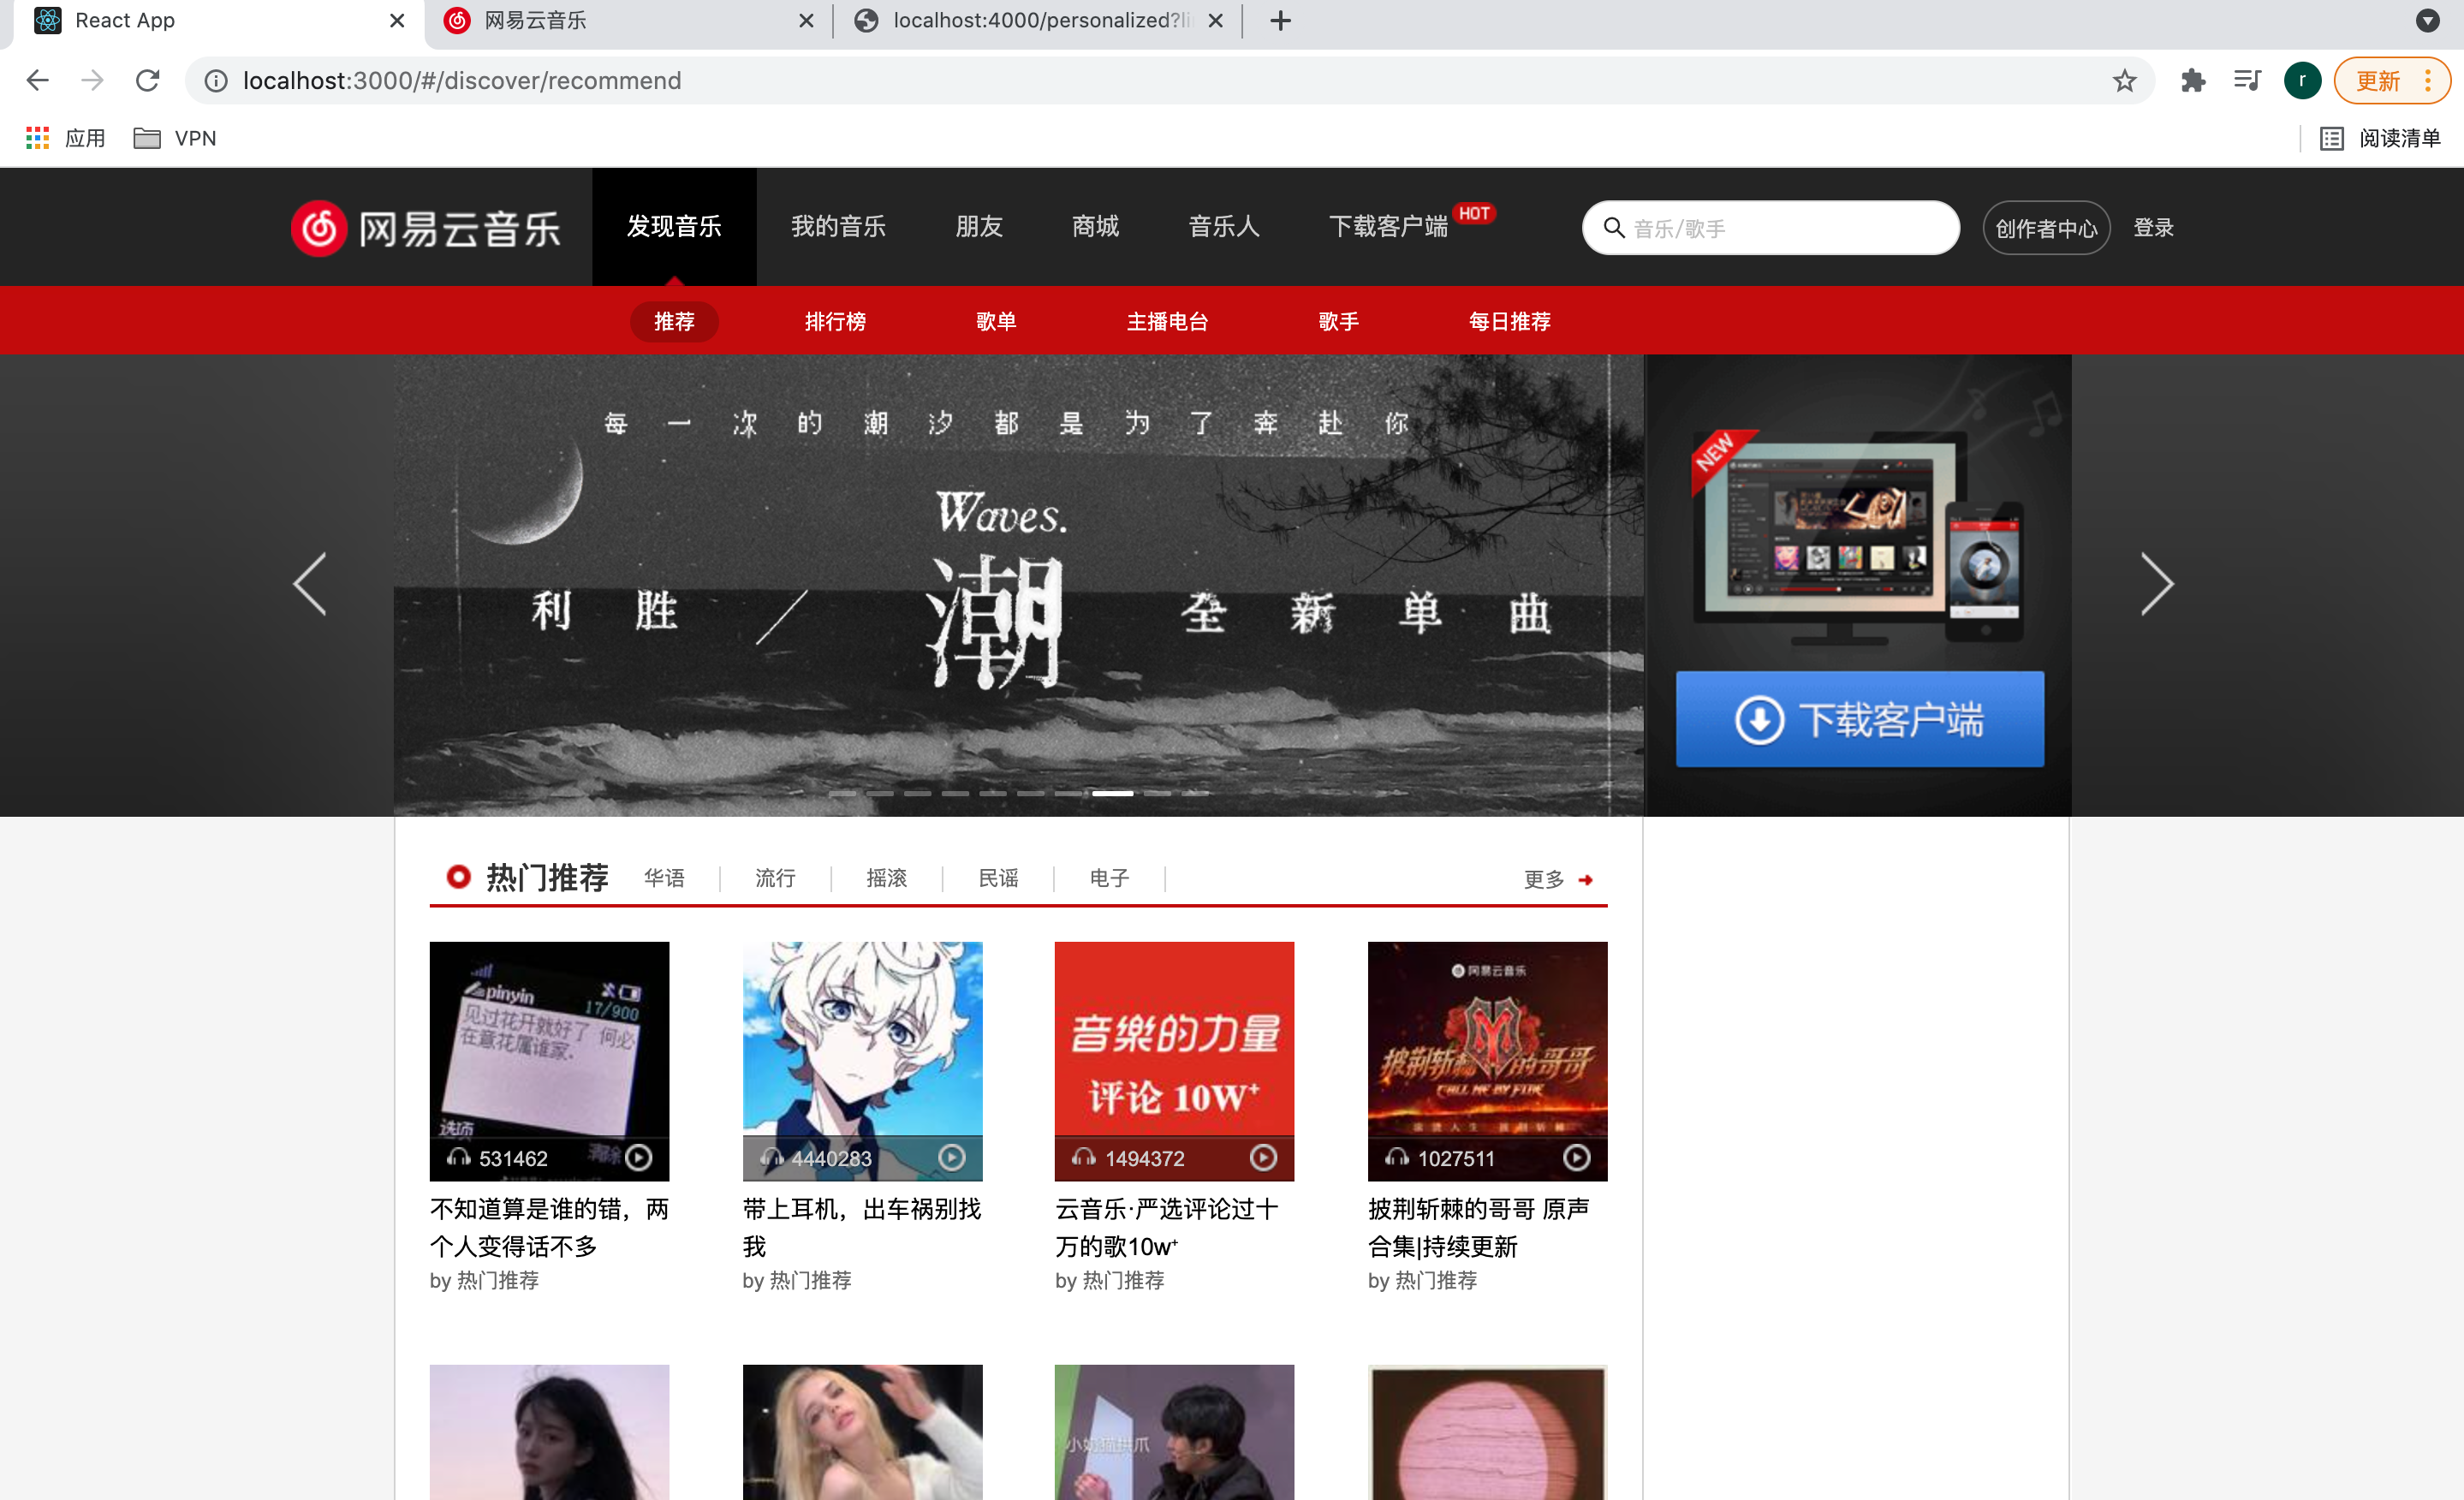 React App
网易云音乐
localhost:4000/personalized?li
localhost:3000/#/discover/recommend
r
更新
应用
VPN
阅读清单
网易云音乐
发现音乐
我的音乐
朋友
商城
音乐人
下载客户端
HOT
音乐/歌手
创作者中心
登录
推荐
排行榜
歌单
主播电台
歌手
每日推荐
每一次的潮汐都是为了奔赴你
Waves.
利胜/潮 全新单曲
NEW
下载客户端
热门推荐
华语
流行
摇滚
民谣
电子
更多
pinyin
17/900
见过花开就好了 何必
在意花属谁家.
选项
清除
531462
4440283
音樂的力量
评论 10W+
1494372
网易云音乐
披荆斩棘的哥哥
CALL ME BY FIRE
1027511
不知道算是谁的错，两
个人变得话不多
by 热门推荐
带上耳机，出车祸别找
我
by 热门推荐
云音乐·严选评论过十
万的歌10w⁺
by 热门推荐
披荆斩棘的哥哥 原声
合集|持续更新
by 热门推荐
小奶猫拱爪